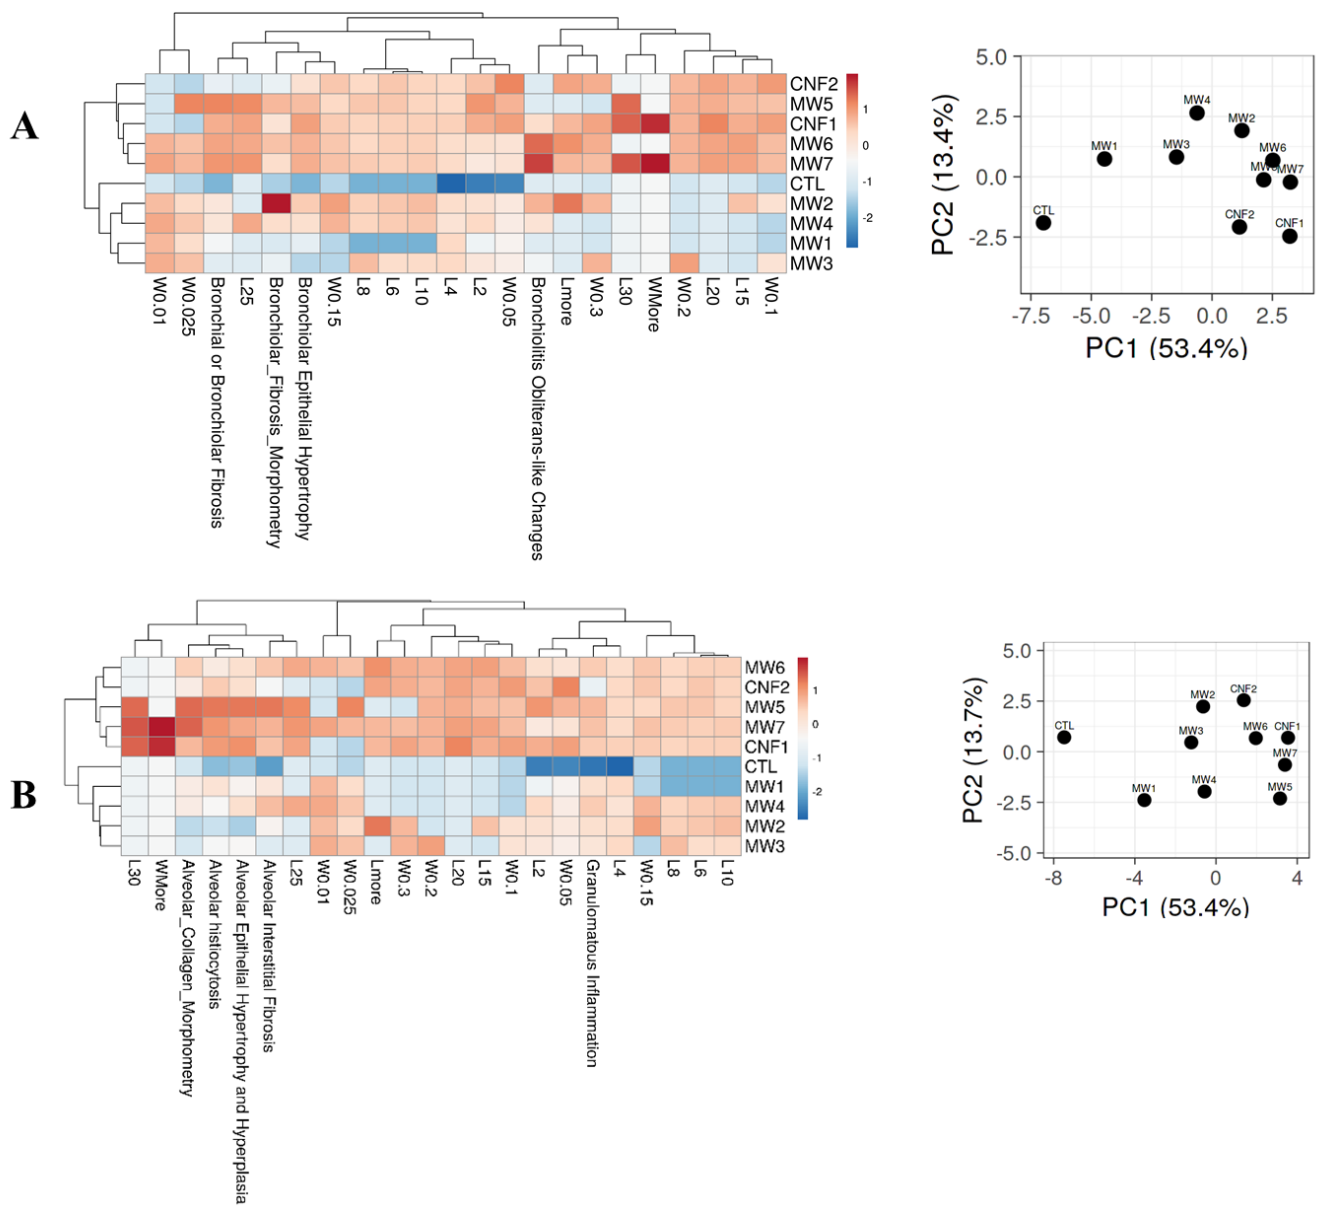 A
CNF2
MW5
CNF1
MW6
MW7
CTL
MW2
MW4
MW1
MW3
1
0
-1
-2
W0.01
W0.025
Bronchial or Bronchiolar Fibrosis
L25
Bronchiolar_Fibrosis_Morphometry
Bronchiolar Epithelial Hypertrophy
W0.15
L8
L6
L10
L4
L2
W0.05
Bronchiolitis Obliterans-like Changes
Lmore
W0.3
L30
WMore
W0.2
L20
L15
W0.1
PC2 (13.4%)
5.0
2.5
0.0
-2.5
MW4
MW2
MW1
MW3
MW6
MW7
CTL
CNF2
CNF1
-7.5 -5.0 -2.5 0.0 2.5
PC1 (53.4%)
B
MW6
CNF2
MW5
MW7
CNF1
CTL
MW1
MW4
MW2
MW3
1
0
-1
-2
L30
WMore
Alveolar_Collagen_Morphometry
Alveolar histiocytosis
Alveolar Epithelial Hypertrophy and Hyperplasia
Alveolar Interstitial Fibrosis
L25
W0.01
W0.025
Lmore
W0.3
W0.2
L20
L15
W0.1
L2
W0.05
Granulomatous Inflammation
L4
W0.15
L8
L6
L10
PC2 (13.7%)
5.0
2.5
0.0
-2.5
-5.0
CNF2
MW2
CTL
MW3
MW6
CNF1
MW7
MW4
MW1
MW5
-8 -4 0 4
PC1 (53.4%)